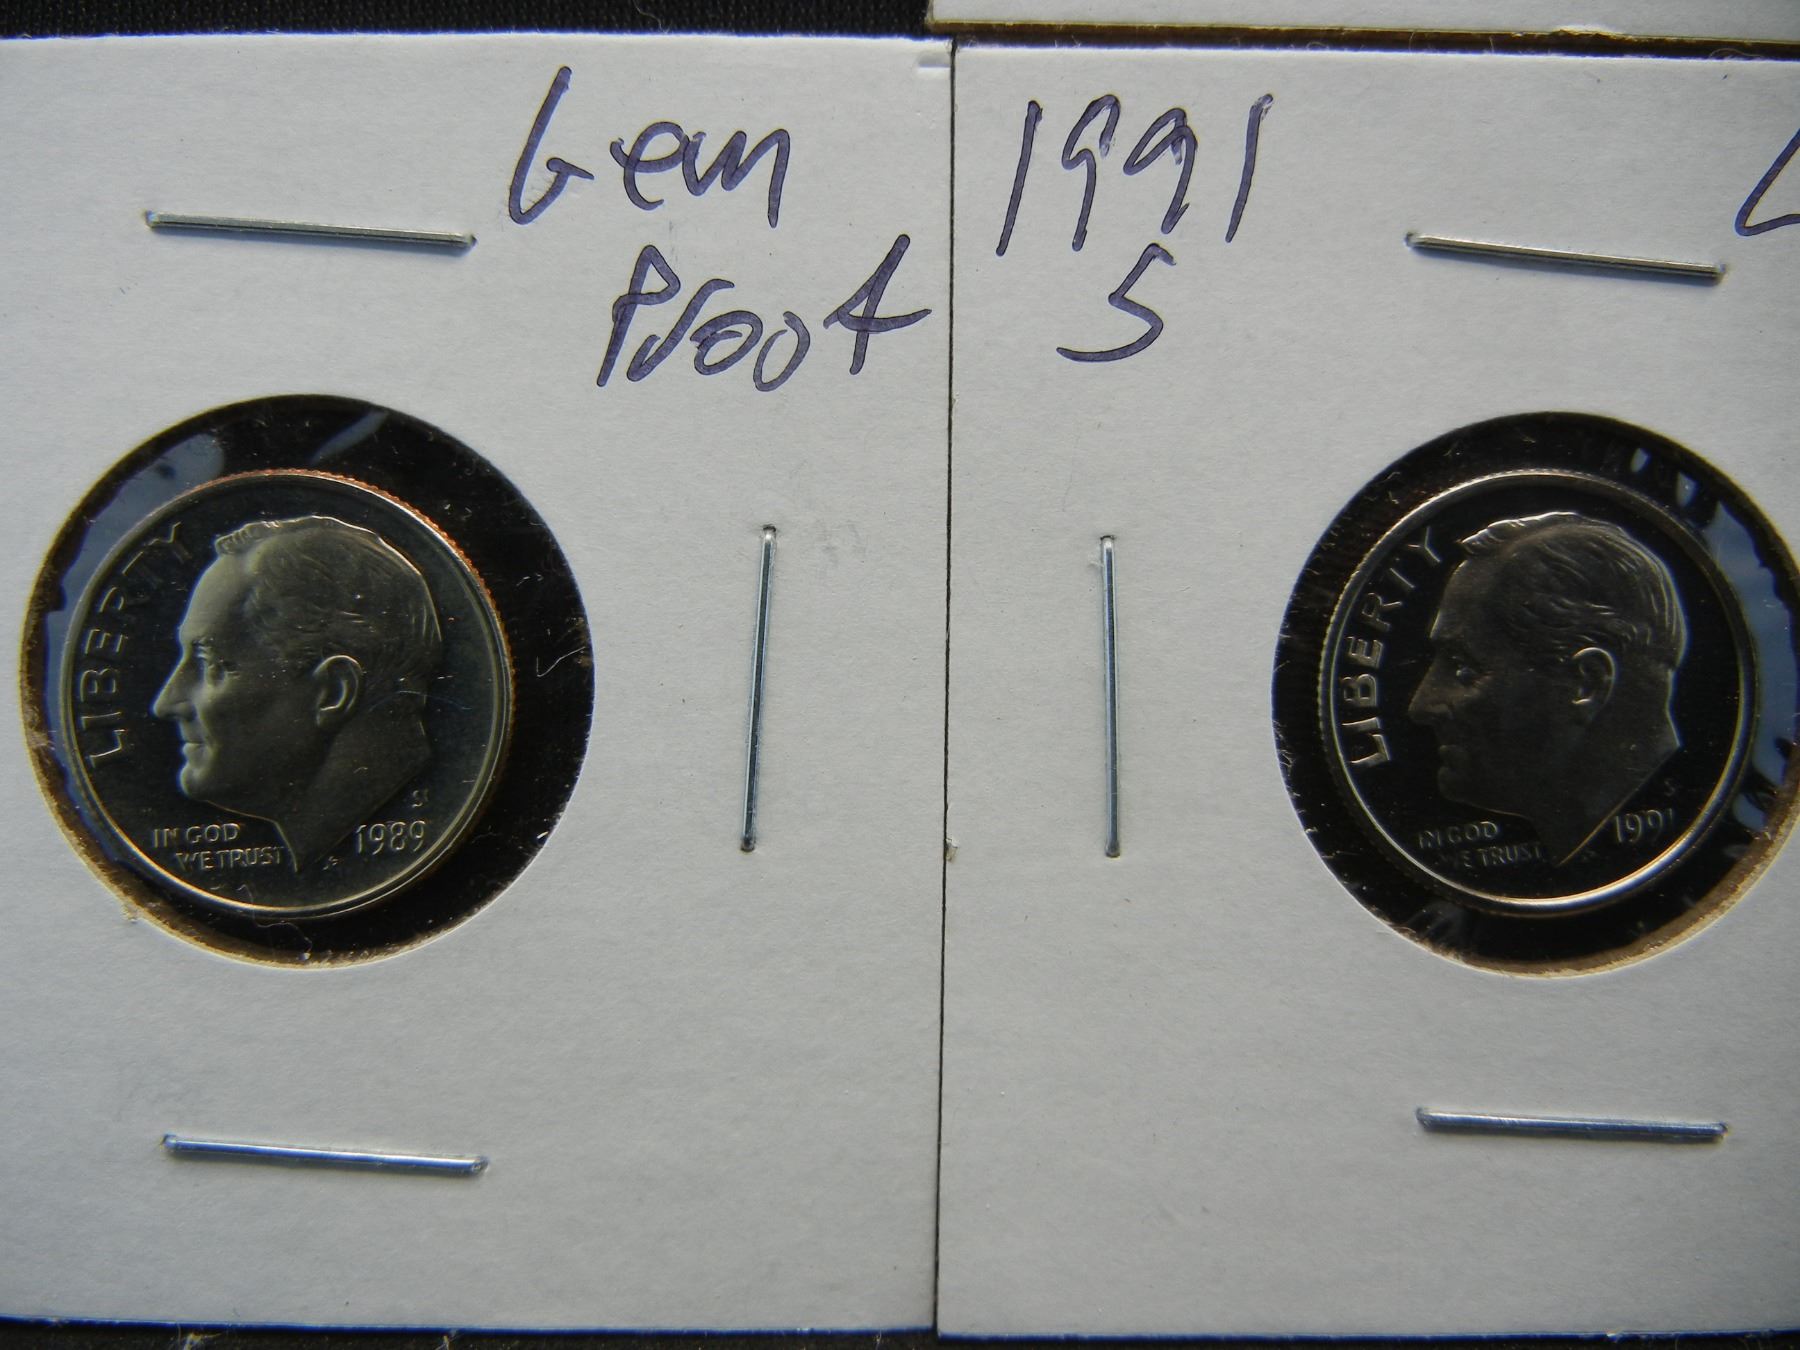 Gem
Proof
LIBERTY
IN GOD
WE TRUST
S
1989
1991
S
LIBERTY
IN GOD
WE TRUST
S
1991